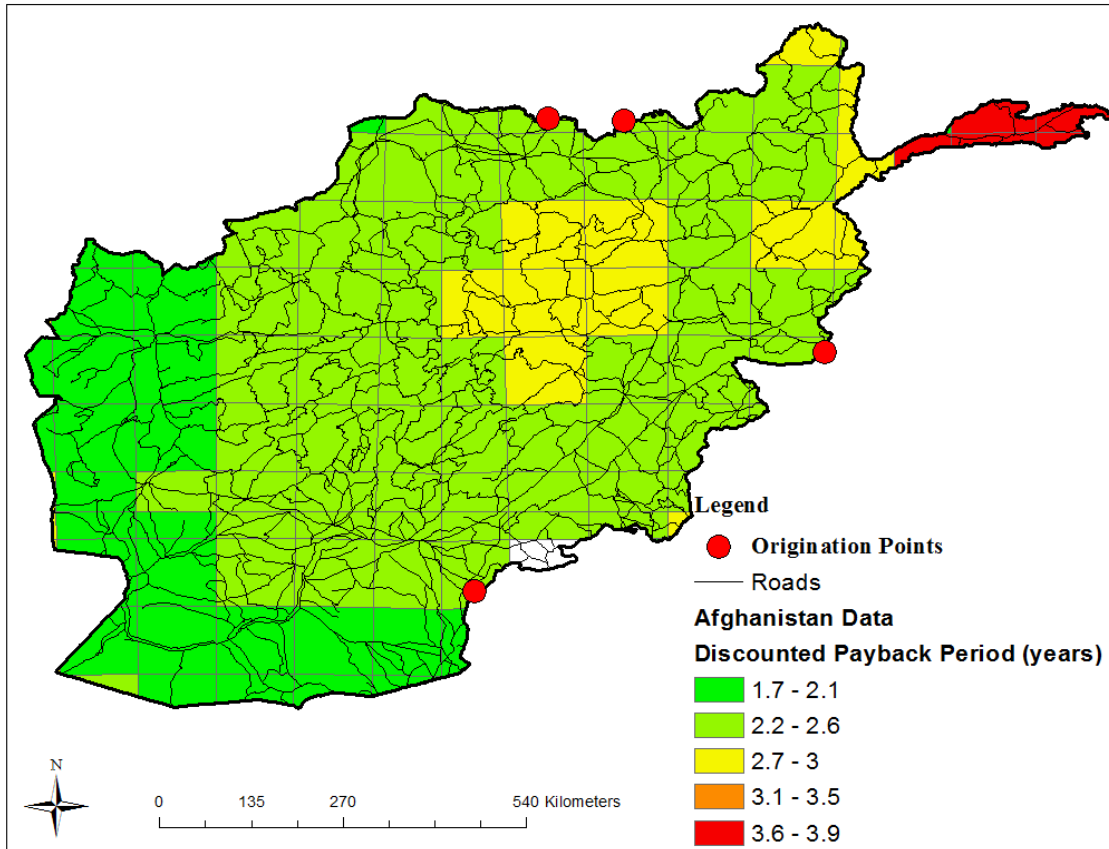 Legend
Origination Points
Roads
Afghanistan Data
Discounted Payback Period (years)
1.7 - 2.1
2.2 - 2.6
2.7 - 3
3.1 - 3.5
3.6 - 3.9
N
0 135 270 540 Kilometers